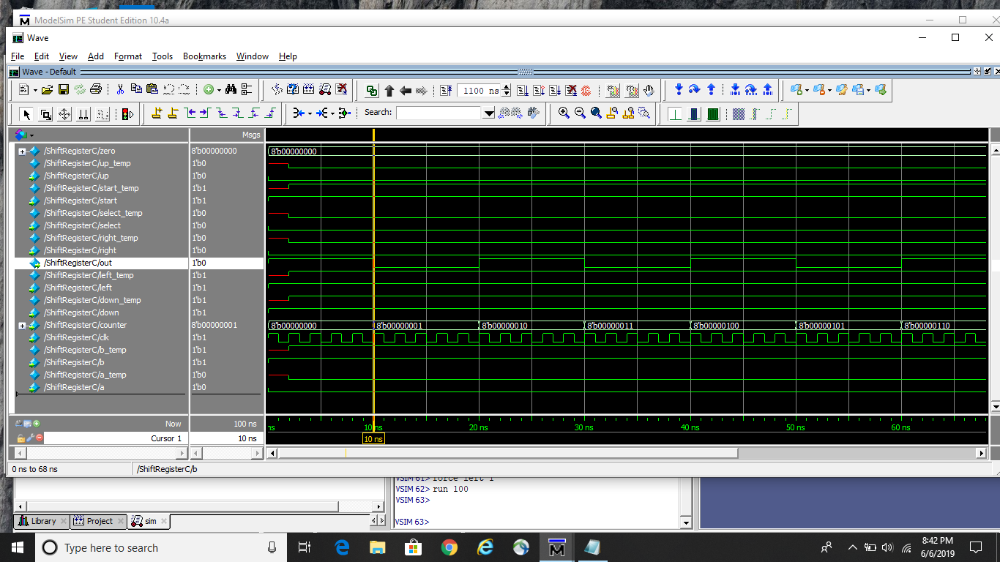 ModelSim PE Student Edition 10.4a
Wave
File Edit View Add Format Tools Bookmarks Window Help
Wave - Default
1100 ns
Search:
Msgs
/ShiftRegisterC/zero 8'b00000000 8'b00000000
/ShiftRegisterC/up_temp 1'b0
/ShiftRegisterC/up 1'b0
/ShiftRegisterC/start_temp 1'b1
/ShiftRegisterC/start 1'b1
/ShiftRegisterC/select_temp 1'b0
/ShiftRegisterC/select 1'b0
/ShiftRegisterC/right_temp 1'b0
/ShiftRegisterC/right 1'b0
/ShiftRegisterC/out 1'b0
/ShiftRegisterC/left_temp 1'b1
/ShiftRegisterC/left 1'b1
/ShiftRegisterC/down_temp 1'b1
/ShiftRegisterC/down 1'b1
/ShiftRegisterC/counter 8'b00000001 8'b00000000 8'b00000001 8'b00000010 8'b00000011 8'b00000100 8'b00000101 8'b00000110
/ShiftRegisterC/clk 1'b1
/ShiftRegisterC/b_temp 1'b1
/ShiftRegisterC/b 1'b1
/ShiftRegisterC/a_temp 1'b0
/ShiftRegisterC/a 1'b0
Now 100 ns ns 10 ns 20 ns 30 ns 40 ns 50 ns 60 ns
Cursor 1 10 ns 10 ns
0 ns to 68 ns /ShiftRegisterC/b
VSIM 61> force left 1
VSIM 62> run 100
VSIM 63>
VSIM 63>
Library Project sim
Type here to search
8:42 PM
6/6/2019